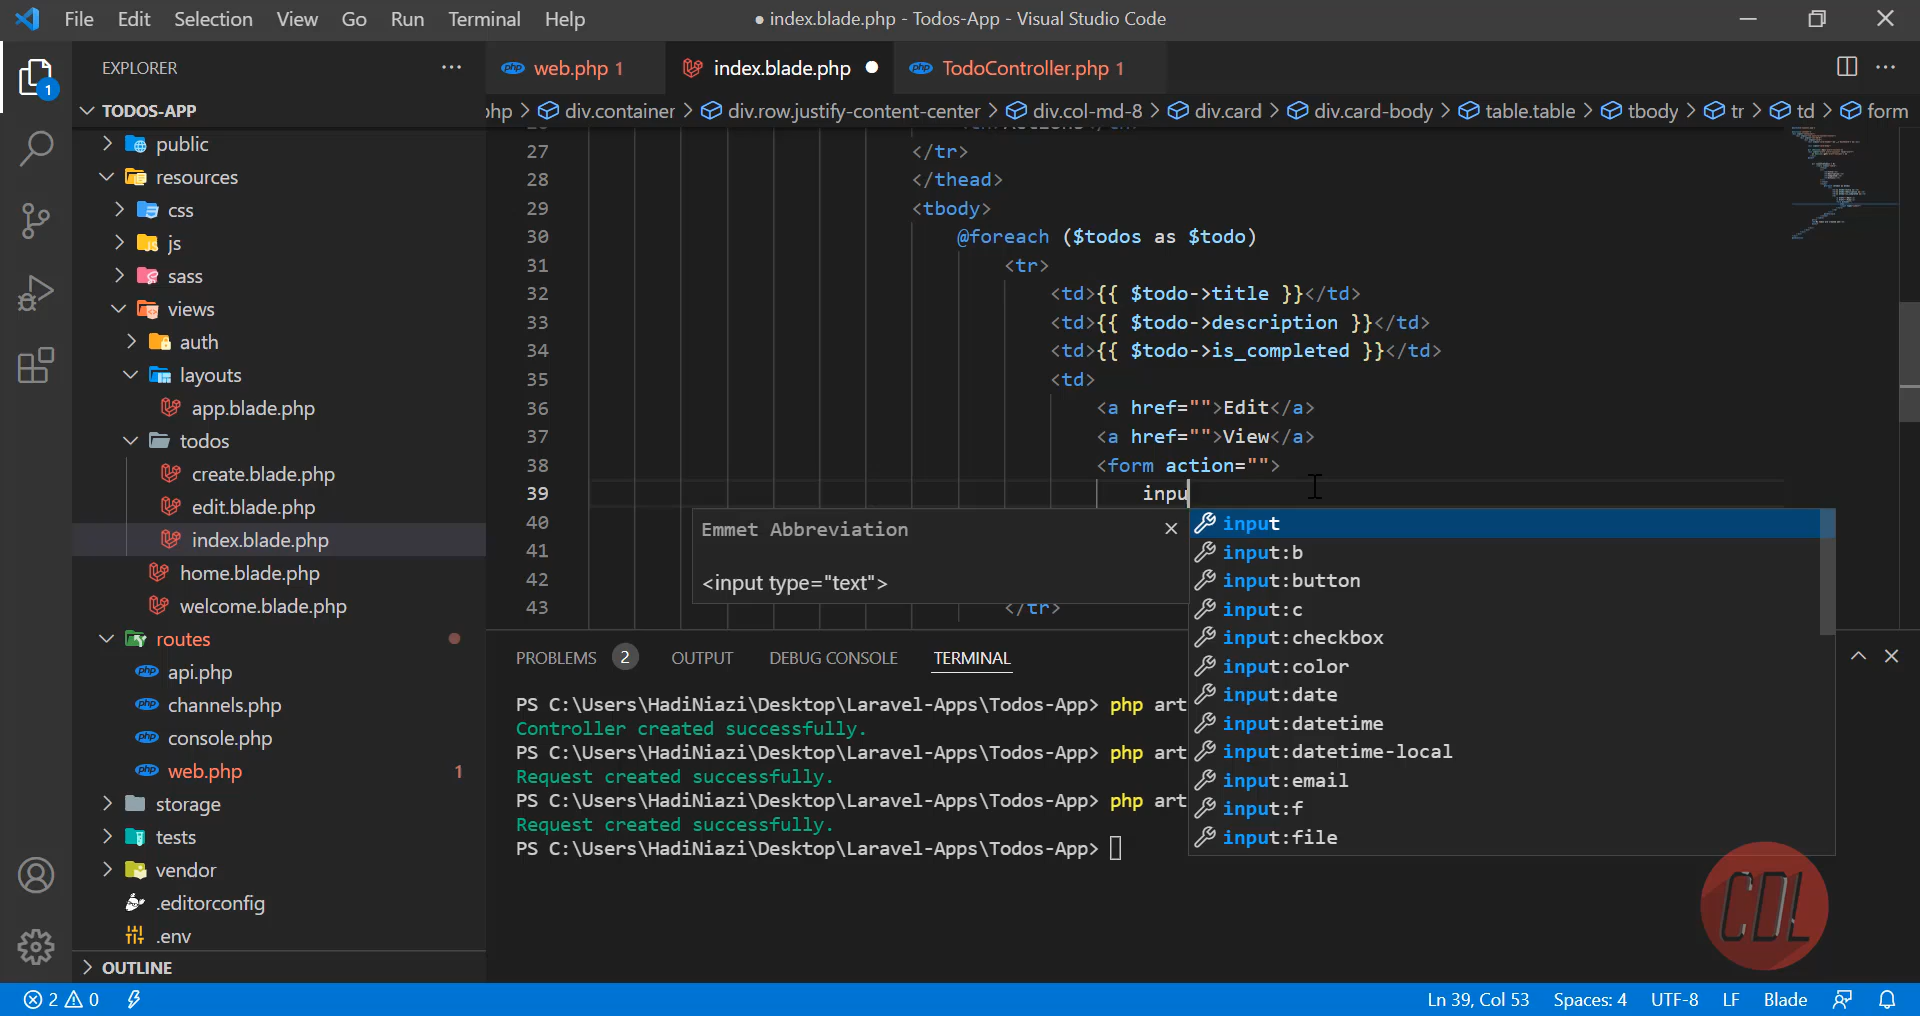 File Edit Selection View Go Run Terminal Help
● index.blade.php - Todos-App - Visual Studio Code
EXPLORER
web.php 1
index.blade.php
TodoController.php 1
TODOS-APP
php > div.container > div.row.justify-content-center > div.col-md-8 > div.card > div.card-body > table.table > tbody > tr > td > form
public
resources
css
js
sass
views
auth
layouts
app.blade.php
todos
create.blade.php
edit.blade.php
index.blade.php
home.blade.php
welcome.blade.php
routes
api.php
channels.php
console.php
web.php 1
storage
tests
vendor
.editorconfig
.env
OUTLINE
27 </tr>
28 </thead>
29 <tbody>
30 @foreach ($todos as $todo)
31 <tr>
32 <td>{{ $todo->title }}</td>
33 <td>{{ $todo->description }}</td>
34 <td>{{ $todo->is_completed }}</td>
35 <td>
36 <a href="">Edit</a>
37 <a href="">View</a>
38 <form action="">
39 inpu
40
41
42
43 </tr>
Emmet Abbreviation
<input type="text">
input
input:b
input:button
input:c
input:checkbox
input:color
input:date
input:datetime
input:datetime-local
input:email
input:f
input:file
PROBLEMS 2 OUTPUT DEBUG CONSOLE TERMINAL
PS C:\Users\HadiNiazi\Desktop\Laravel-Apps\Todos-App> php art
Controller created successfully.
PS C:\Users\HadiNiazi\Desktop\Laravel-Apps\Todos-App> php art
Request created successfully.
PS C:\Users\HadiNiazi\Desktop\Laravel-Apps\Todos-App> php art
Request created successfully.
PS C:\Users\HadiNiazi\Desktop\Laravel-Apps\Todos-App>
CDL
1
2 0
Ln 39, Col 53 Spaces: 4 UTF-8 LF Blade